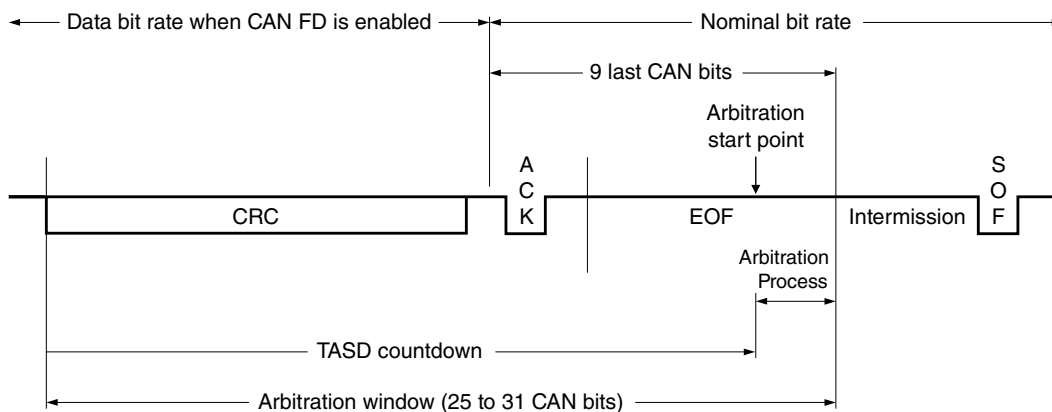 Data bit rate when CAN FD is enabled
Nominal bit rate
9 last CAN bits
Arbitration
start point
A
C
K
S
O
F
CRC
EOF
Intermission
Arbitration
Process
TASD countdown
Arbitration window (25 to 31 CAN bits)